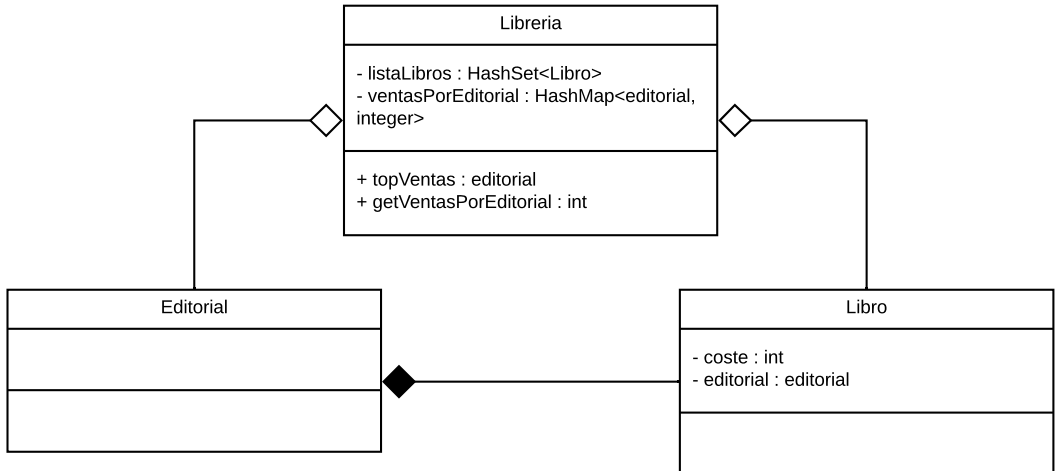 Libreria
- listaLibros : HashSet<Libro>
- ventasPorEditorial : HashMap<editorial,
integer>
+ topVentas : editorial
+ getVentasPorEditorial : int
Editorial
Libro
- coste : int
- editorial : editorial